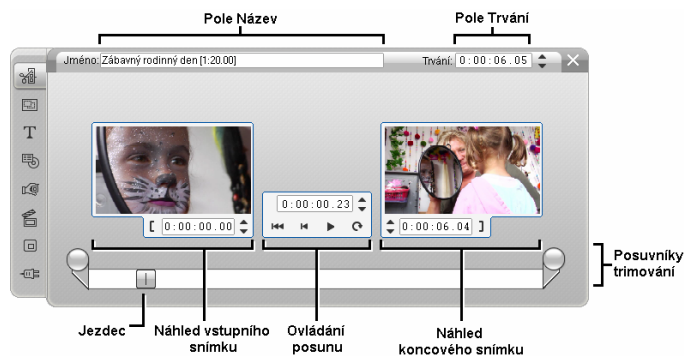 Pole Název
Pole Trvání
Jméno: Zábavný rodinný den [1:20.00]
Trvání: 0:00:06.05
T
0:00:00.23
[ 0:00:00.00
0:00:06.04 ]
Posuvníky
trimování
Jezdec
Náhled vstupního
snímku
Ovládání
posunu
Náhled
koncového snímku